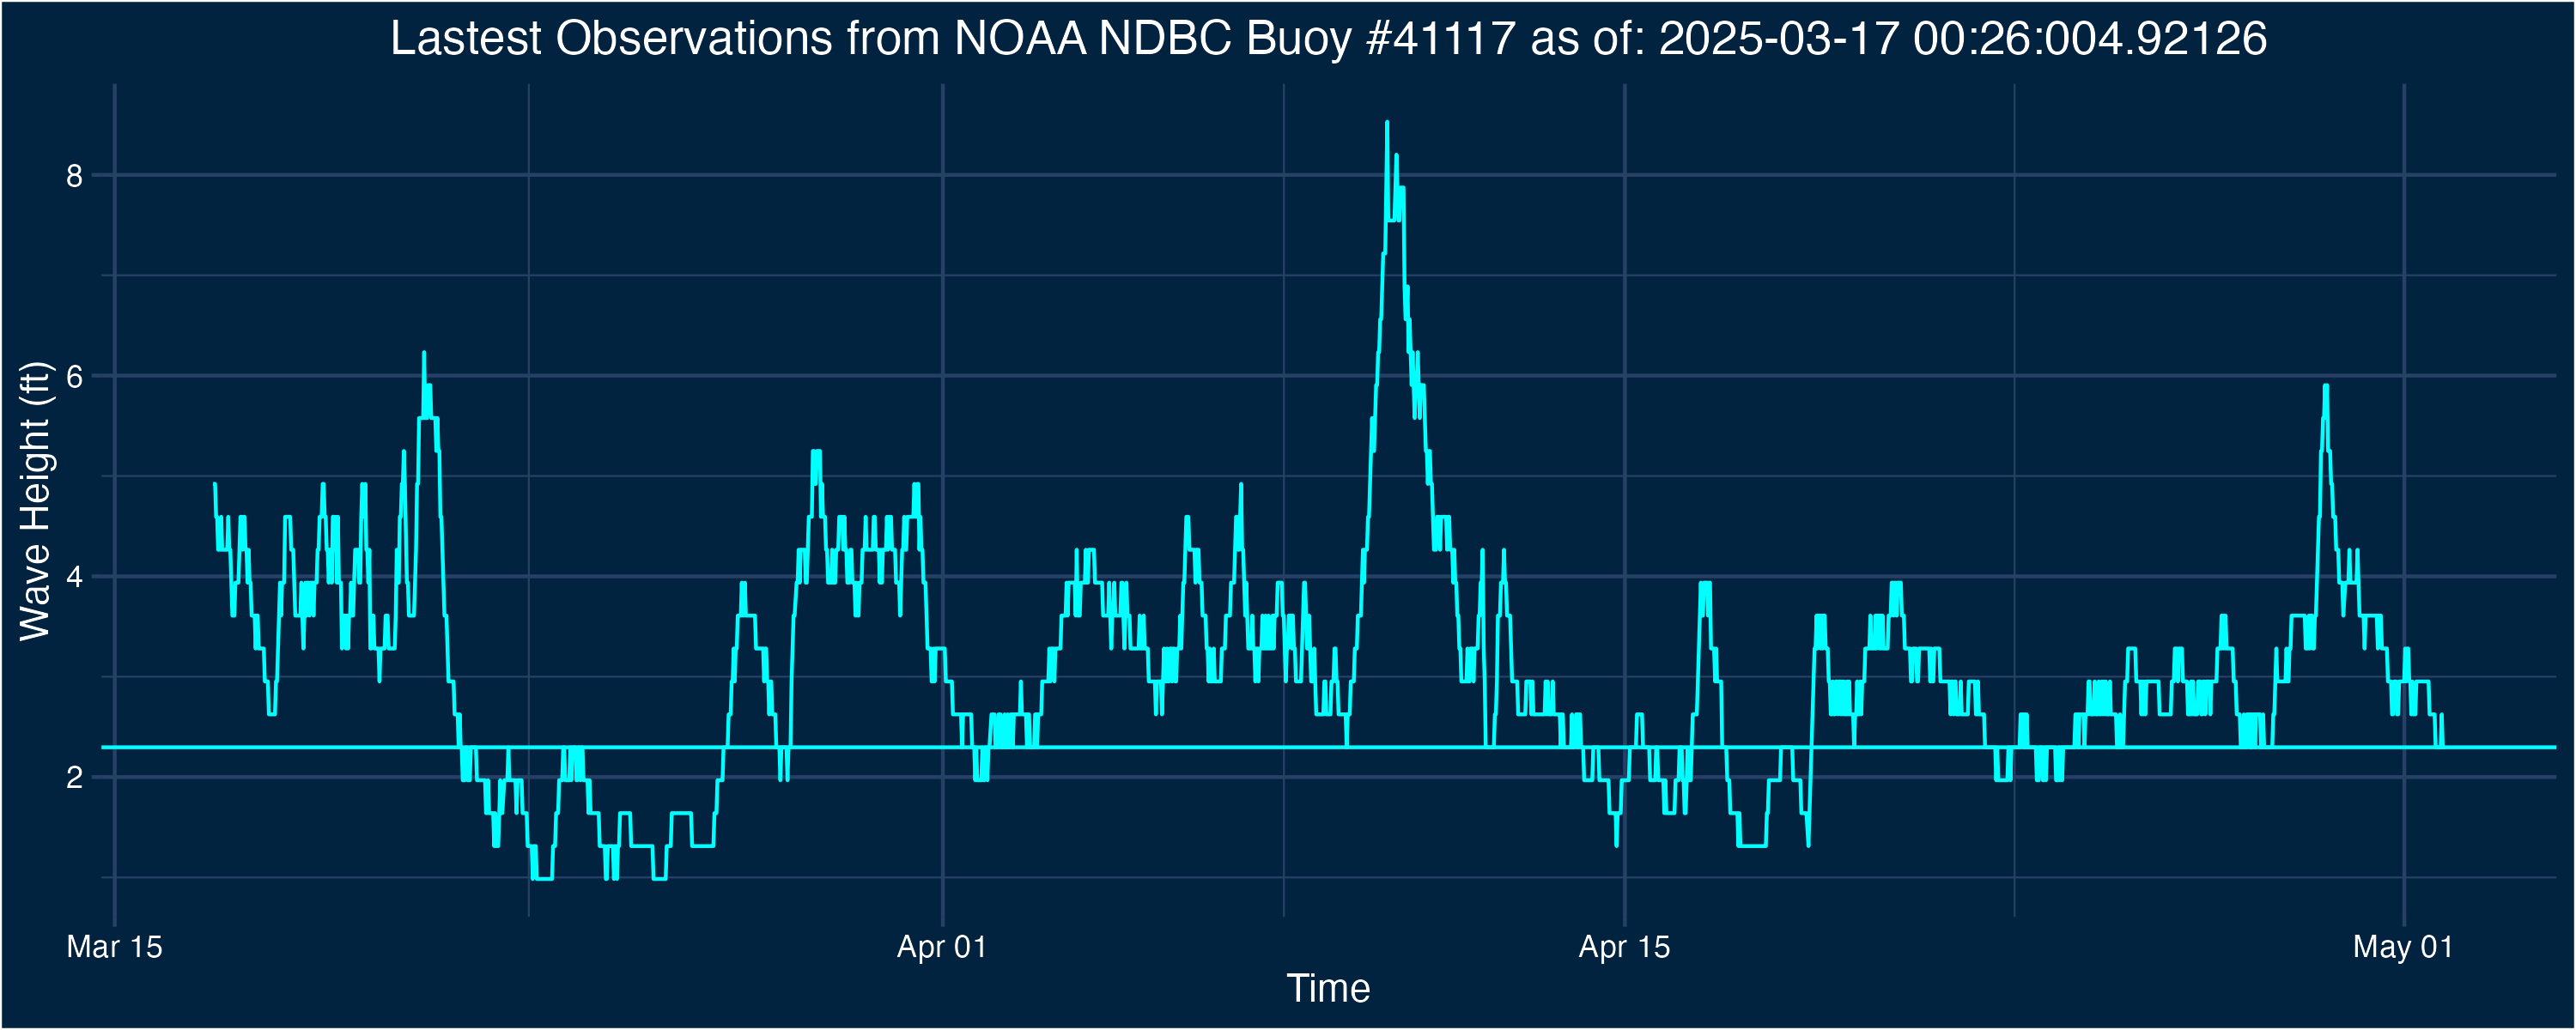 Lastest Observations from NOAA NDBC Buoy #41117 as of: 2025-03-17 00:26:004.92126
Wave Height (ft)
8
6
4
2
Mar 15 Apr 01 Apr 15 May 01
Time